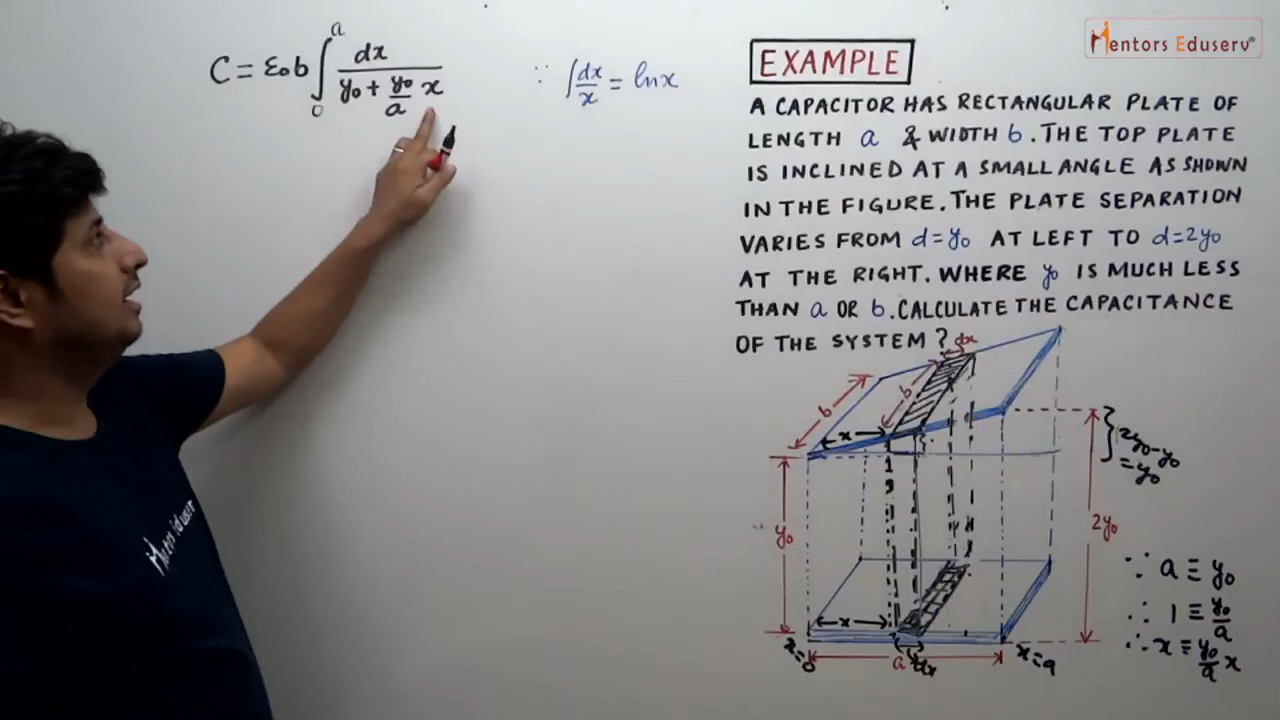 Mentors Eduserv®
C = ε₀b ∫₀ᵃ dx / (y₀ + (y₀/a) x)
∵ ∫ dx/x = ln x
EXAMPLE
A CAPACITOR HAS RECTANGULAR PLATE OF
LENGTH a & WIDTH b. THE TOP PLATE
IS INCLINED AT A SMALL ANGLE AS SHOWN
IN THE FIGURE. THE PLATE SEPARATION
VARIES FROM d=y₀ AT LEFT TO d=2y₀
AT THE RIGHT. WHERE y₀ IS MUCH LESS
THAN a OR b. CALCULATE THE CAPACITANCE
OF THE SYSTEM?
dx
b
b
x
2y₀-y₀
=y₀
y₀
2y₀
x
x=0
a
dx
x=a
∵ a ≡ y₀
∴ 1 ≡ y₀/a
∴ x ≡ y₀/a x